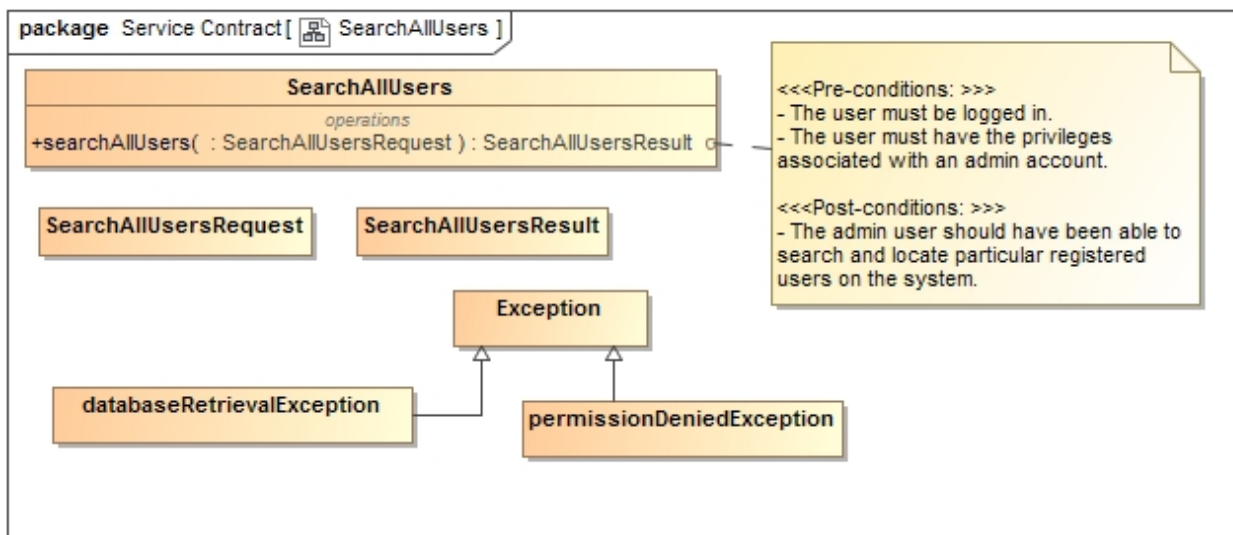 package Service Contract [ SearchAllUsers ]
SearchAllUsers
operations
+searchAllUsers( : SearchAllUsersRequest ) : SearchAllUsersResult
<<<Pre-conditions: >>>
- The user must be logged in.
- The user must have the privileges
associated with an admin account.
<<<Post-conditions: >>>
- The admin user should have been able to
search and locate particular registered
users on the system.
SearchAllUsersRequest
SearchAllUsersResult
Exception
databaseRetrievalException
permissionDeniedException